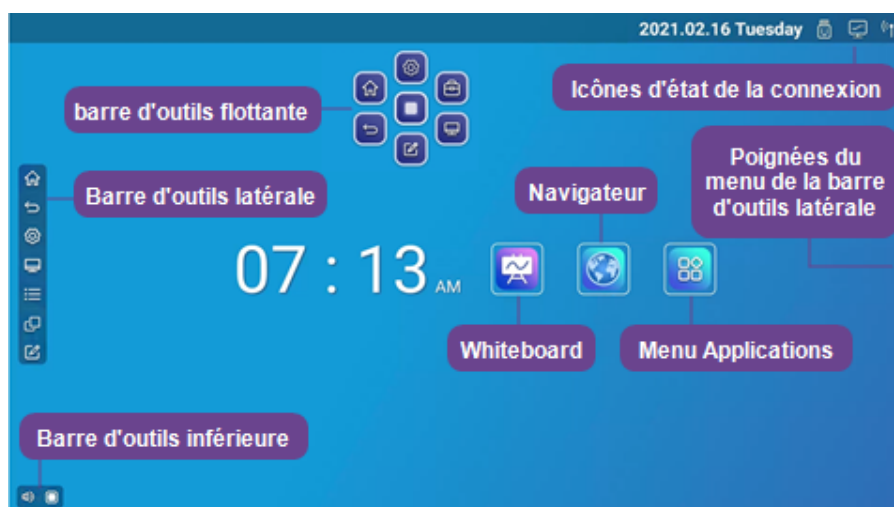 2021.02.16 Tuesday
Icônes d'état de la connexion
barre d'outils flottante
Poignées du
menu de la barre
d'outils latérale
Barre d'outils latérale
Navigateur
07 : 13 AM
Whiteboard
Menu Applications
Barre d'outils inférieure